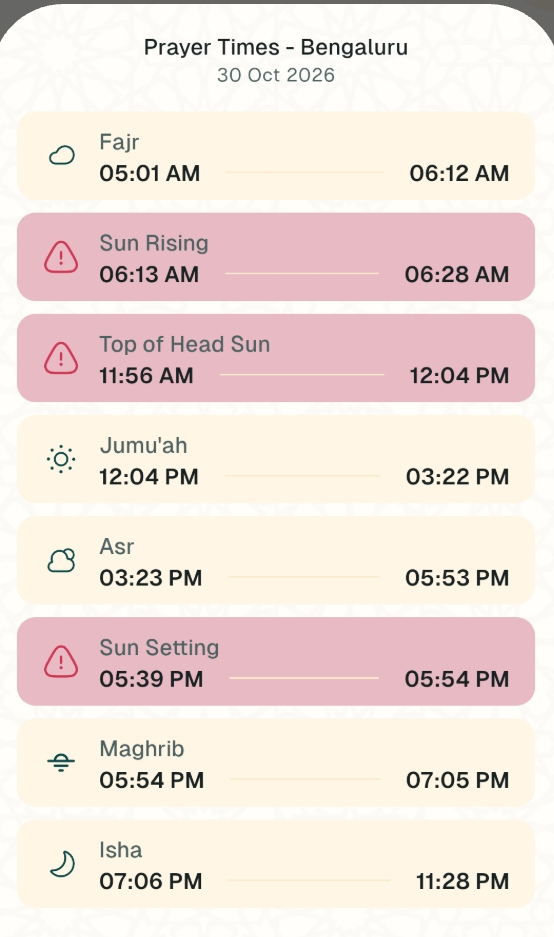 Prayer Times - Bengaluru
30 Oct 2026
Fajr
05:01 AM 06:12 AM
Sun Rising
06:13 AM 06:28 AM
Top of Head Sun
11:56 AM 12:04 PM
Jumu'ah
12:04 PM 03:22 PM
Asr
03:23 PM 05:53 PM
Sun Setting
05:39 PM 05:54 PM
Maghrib
05:54 PM 07:05 PM
Isha
07:06 PM 11:28 PM